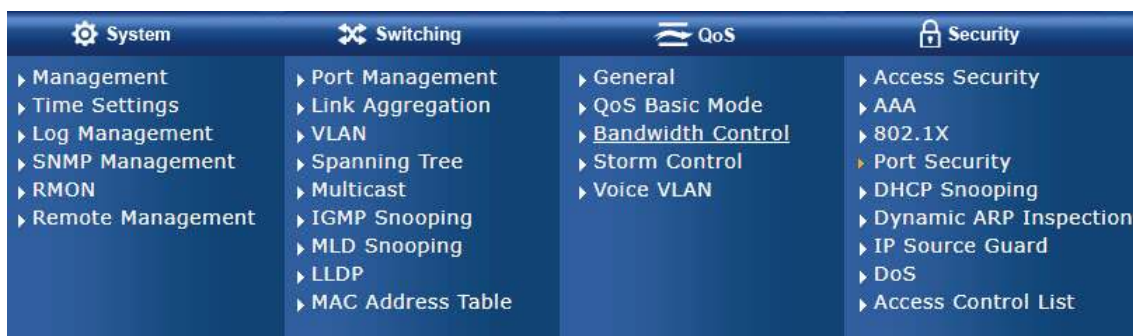 System
Management
Time Settings
Log Management
SNMP Management
RMON
Remote Management
Switching
Port Management
Link Aggregation
VLAN
Spanning Tree
Multicast
IGMP Snooping
MLD Snooping
LLDP
MAC Address Table
QoS
General
QoS Basic Mode
Bandwidth Control
Storm Control
Voice VLAN
Security
Access Security
AAA
802.1X
Port Security
DHCP Snooping
Dynamic ARP Inspection
IP Source Guard
DoS
Access Control List